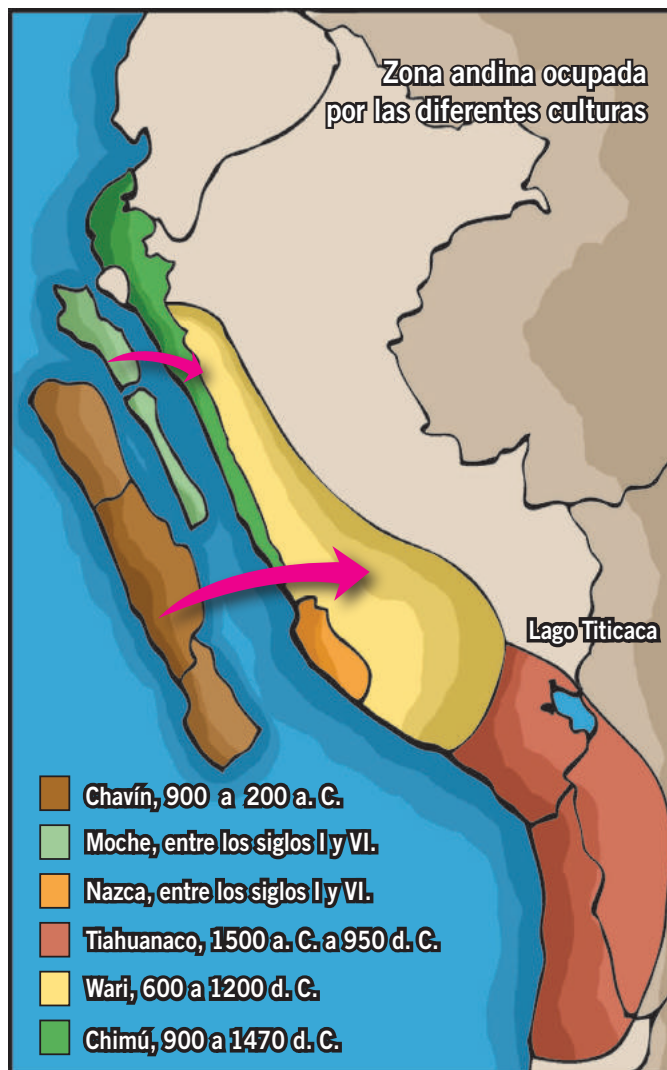 Zona andina ocupada
por las diferentes culturas
Lago Titicaca
Chavín, 900 a 200 a. C.
Moche, entre los siglos I y VI.
Nazca, entre los siglos I y VI.
Tiahuanaco, 1500 a. C. a 950 d. C.
Wari, 600 a 1200 d. C.
Chimú, 900 a 1470 d. C.